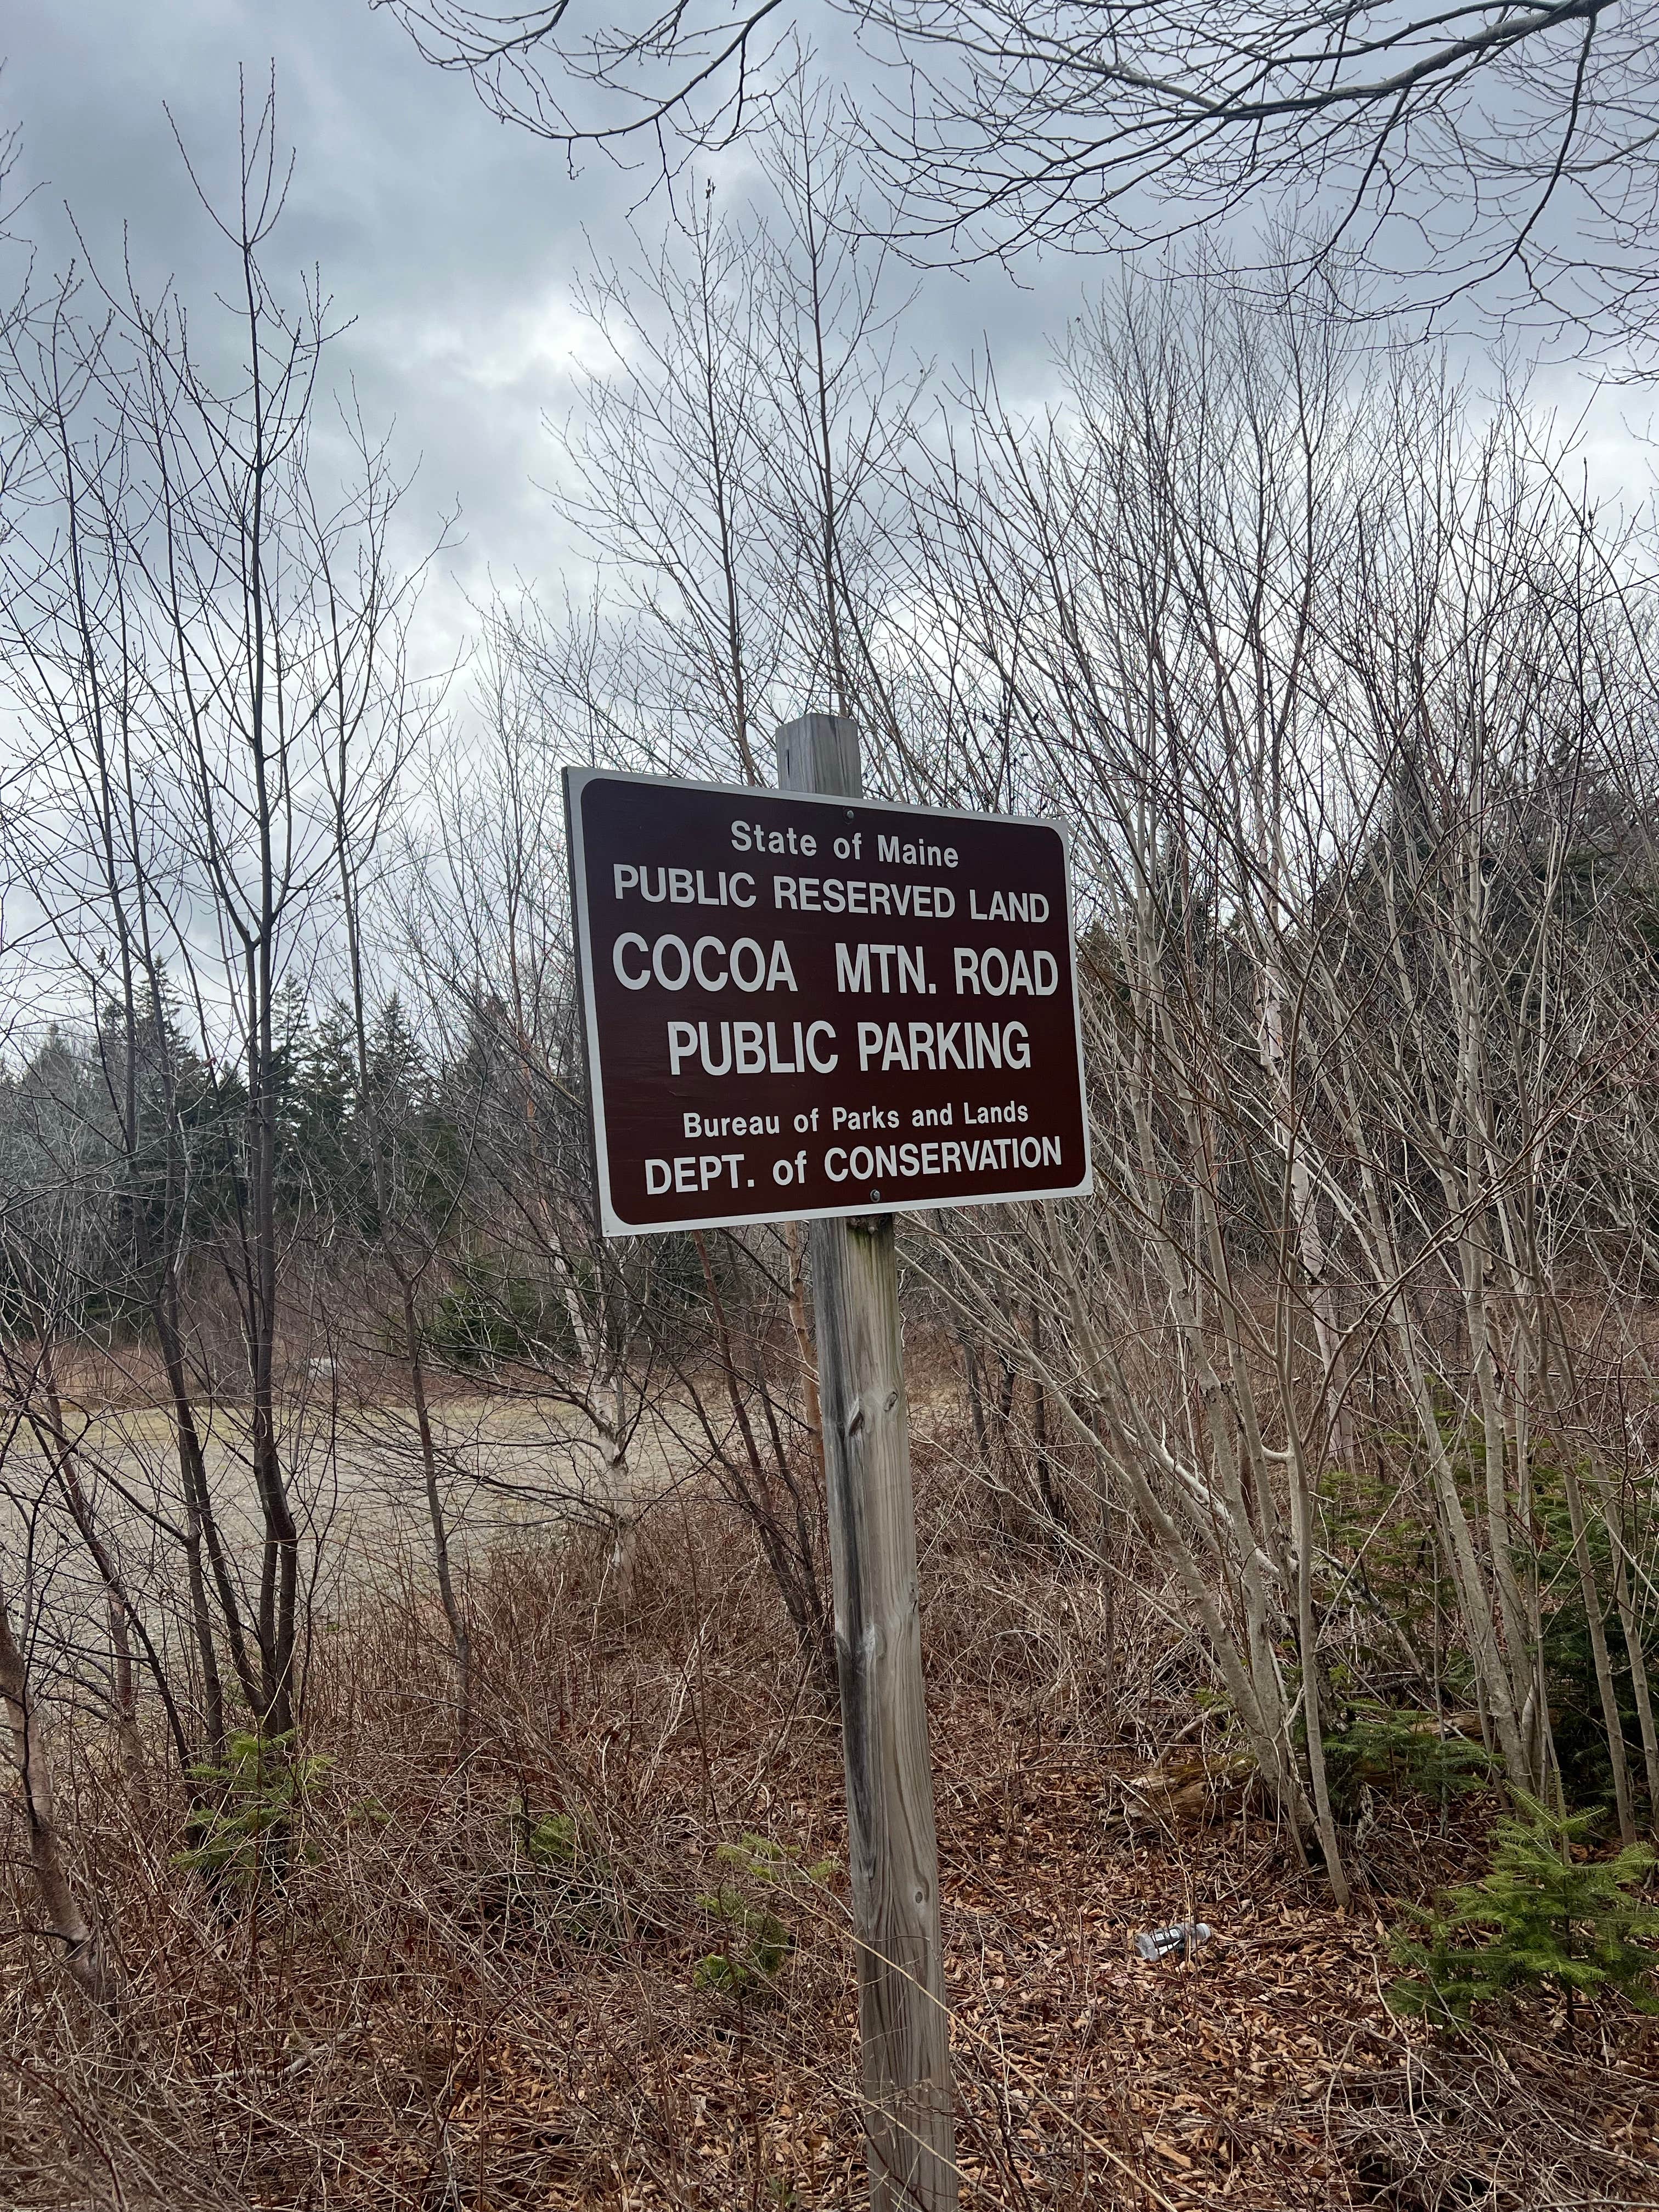 State of Maine
PUBLIC RESERVED LAND
COCOA MTN. ROAD
PUBLIC PARKING
Bureau of Parks and Lands
DEPT. of CONSERVATION